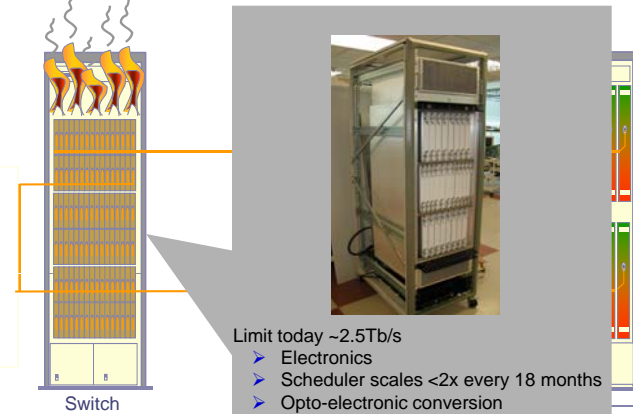 Limit today ~2.5Tb/s
Electronics
Scheduler scales <2x every 18 months
Opto-electronic conversion
Switch